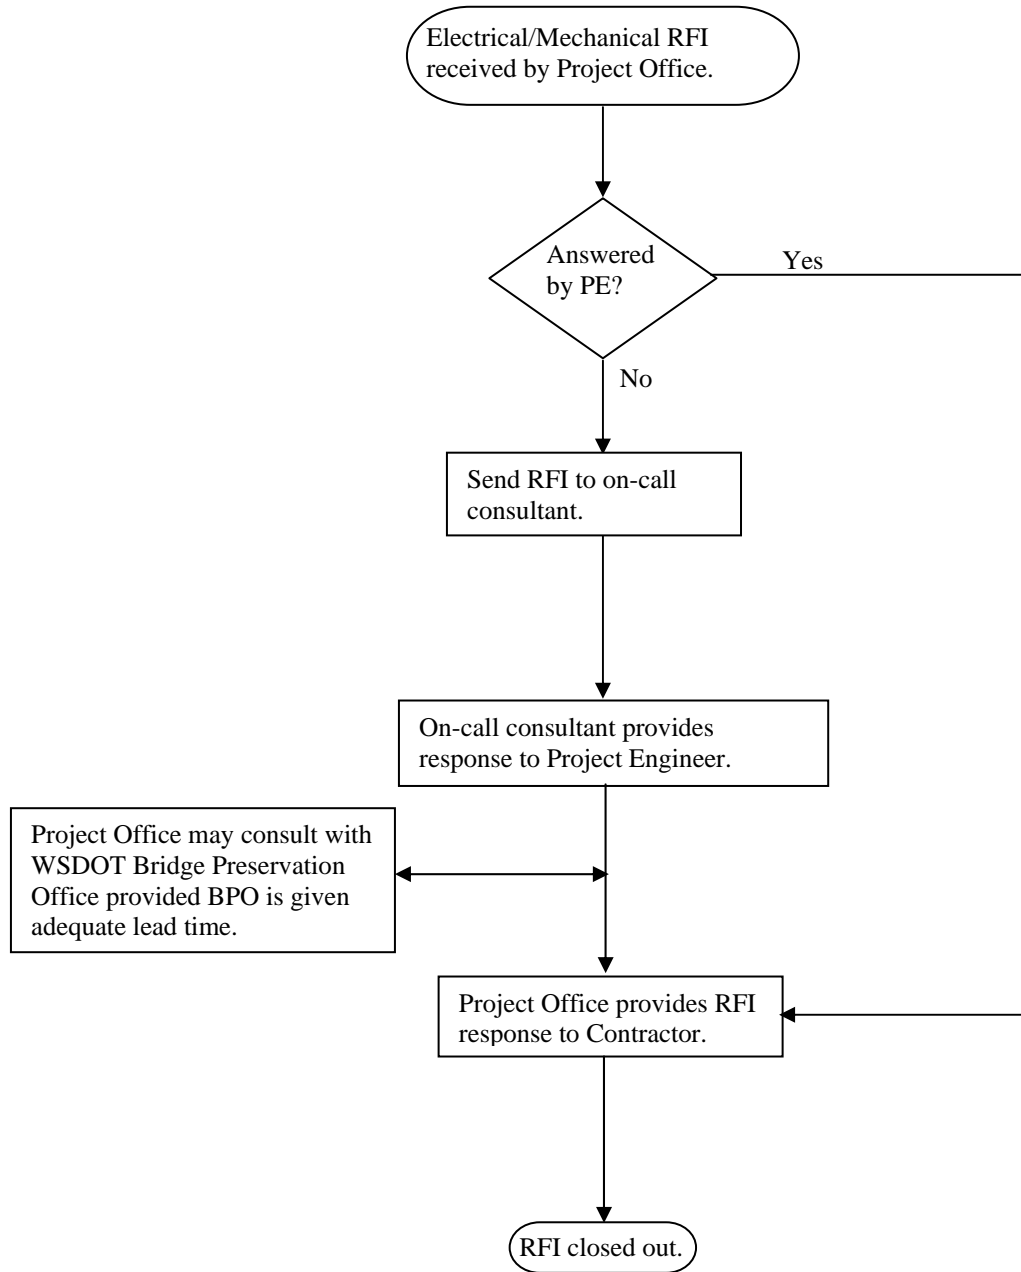 Electrical/Mechanical RFI
received by Project Office.
Answered
by PE?
Yes
No
Send RFI to on-call
consultant.
On-call consultant provides
response to Project Engineer.
Project Office may consult with
WSDOT Bridge Preservation
Office provided BPO is given
adequate lead time.
Project Office provides RFI
response to Contractor.
RFI closed out.